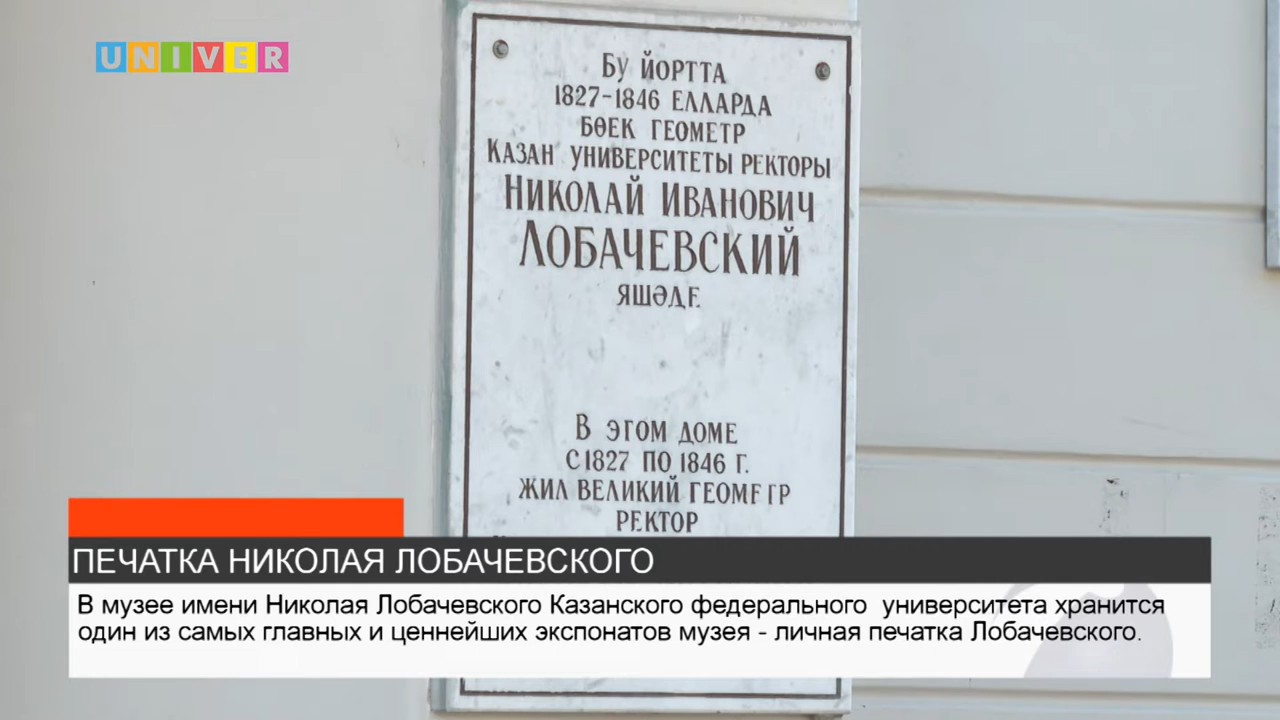 UNIVER
Бу йортта
1827-1846 елларда
бөек геометр
Казан университеты ректоры
Николай Иванович
Лобачевский
яшәде
В этом доме
с 1827 по 1846 г.
жил великий геометр
ректор
ПЕЧАТКА НИКОЛАЯ ЛОБАЧЕВСКОГО
В музее имени Николая Лобачевского Казанского федерального университета хранится
один из самых главных и ценнейших экспонатов музея - личная печатка Лобачевского.